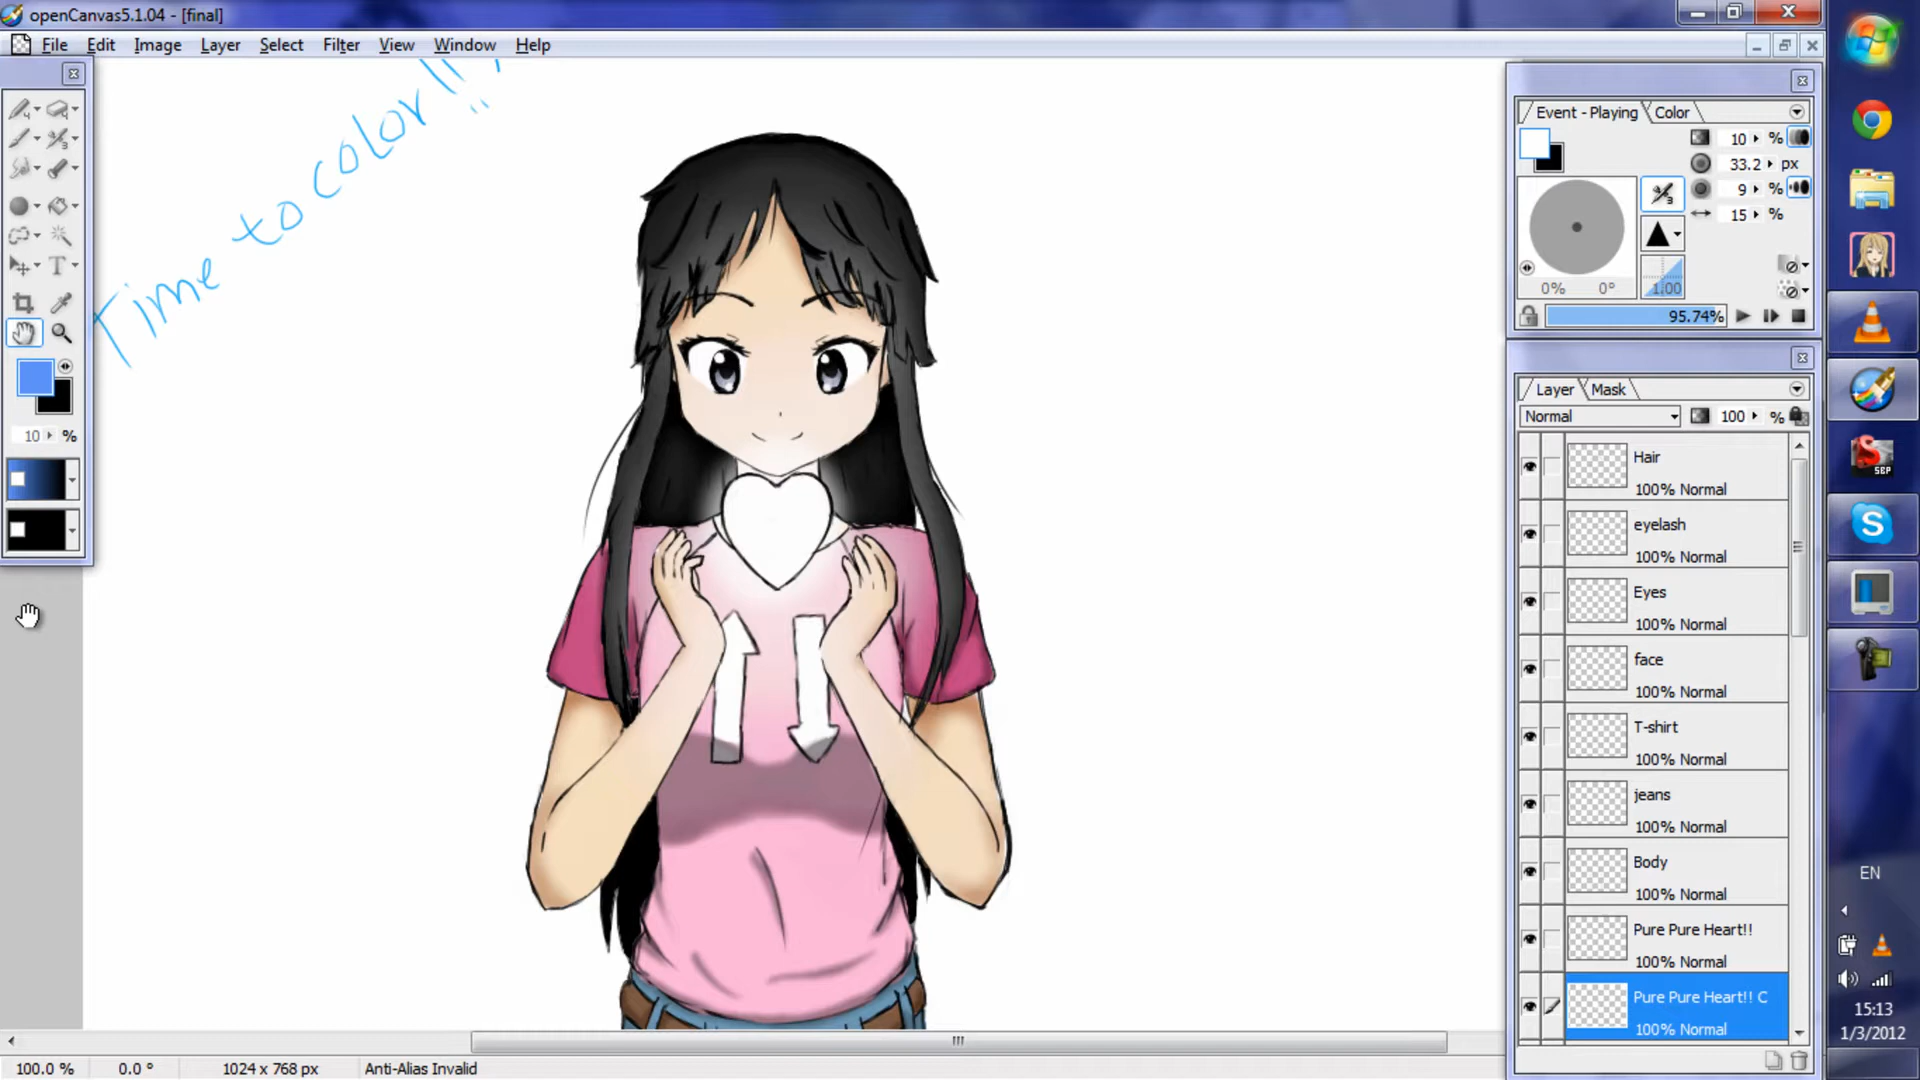 openCanvas5.1.04 - [final]
File Edit Image Layer Select Filter View Window Help
Time to color!!
10 %
Event - Playing Color
10 %
33.2 px
9 %
15 %
0% 0° 1.00
95.74%
Layer Mask
Normal 100 %
Hair
100% Normal
eyelash
100% Normal
Eyes
100% Normal
face
100% Normal
T-shirt
100% Normal
jeans
100% Normal
Body
100% Normal
Pure Pure Heart!!
100% Normal
Pure Pure Heart!! C
100% Normal
SCP
EN
15:13
1/3/2012
100.0 % 0.0 ° 1024 x 768 px Anti-Alias Invalid